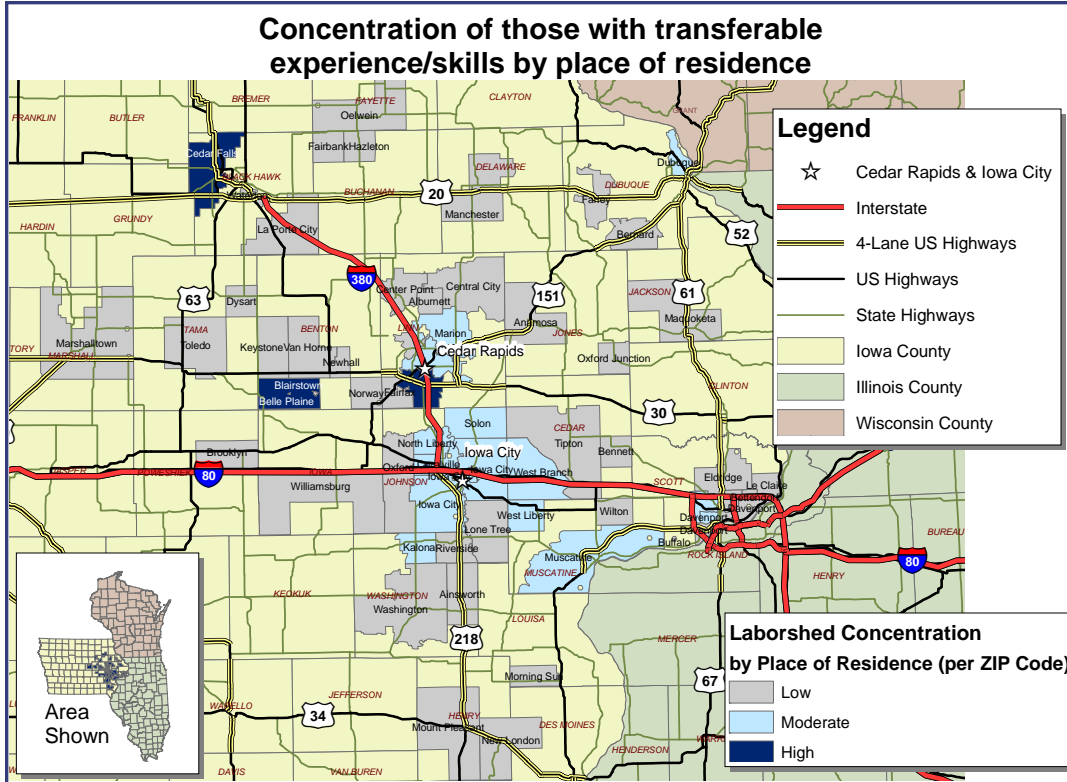 Concentration of those with transferable
experience/skills by place of residence
BREMER
FAYETTE
CLAYTON
GRANT
FRANKLIN
BUTLER
Oelwein
Cedar Falls
Fairbank
Hazleton
BLACK HAWK
DELAWARE
Dubuque
BUCHANAN
20
DUBUQUE
Farley
Manchester
HARDIN
GRUNDY
La Porte City
Bernard
52
380
63
Dysart
Center Point
Central City
Alburnett
151
JACKSON
61
Maquoketa
Anamosa
JONES
LINN
Marion
TAMA
Toledo
BENTON
Marshalltown
MARSHALL
Keystone
Van Horne
Newhall
Cedar Rapids
Oxford Junction
CLINTON
Blairstown
Belle Plaine
Norway
Fairfax
30
Solon
CEDAR
Tipton
Bennett
North Liberty
Iowa City
Brooklyn
POWESHIEK
80
IOWA
Oxford
Iowa City
West Branch
Williamsburg
JOHNSON
SCOTT
Eldridge
Le Claire
Bettendorf
Davenport
Iowa City
West Liberty
Wilton
Davenport
Davenport
Lone Tree
Buffalo
ROCK ISLAND
BUREAU
Kalona
Riverside
Muscatine
MUSCATINE
80
HENRY
KEOKUK
WASHINGTON
Ainsworth
Washington
LOUISA
218
MERCER
Morning Sun
67
JEFFERSON
WAPELLO
34
HENRY
DES MOINES
Mount Pleasant
New London
HENDERSON
DAVIS
VAN BUREN
Legend
Cedar Rapids & Iowa City
Interstate
4-Lane US Highways
US Highways
State Highways
Iowa County
Illinois County
Wisconsin County
Area
Shown
Laborshed Concentration
by Place of Residence (per ZIP Code)
Low
Moderate
High